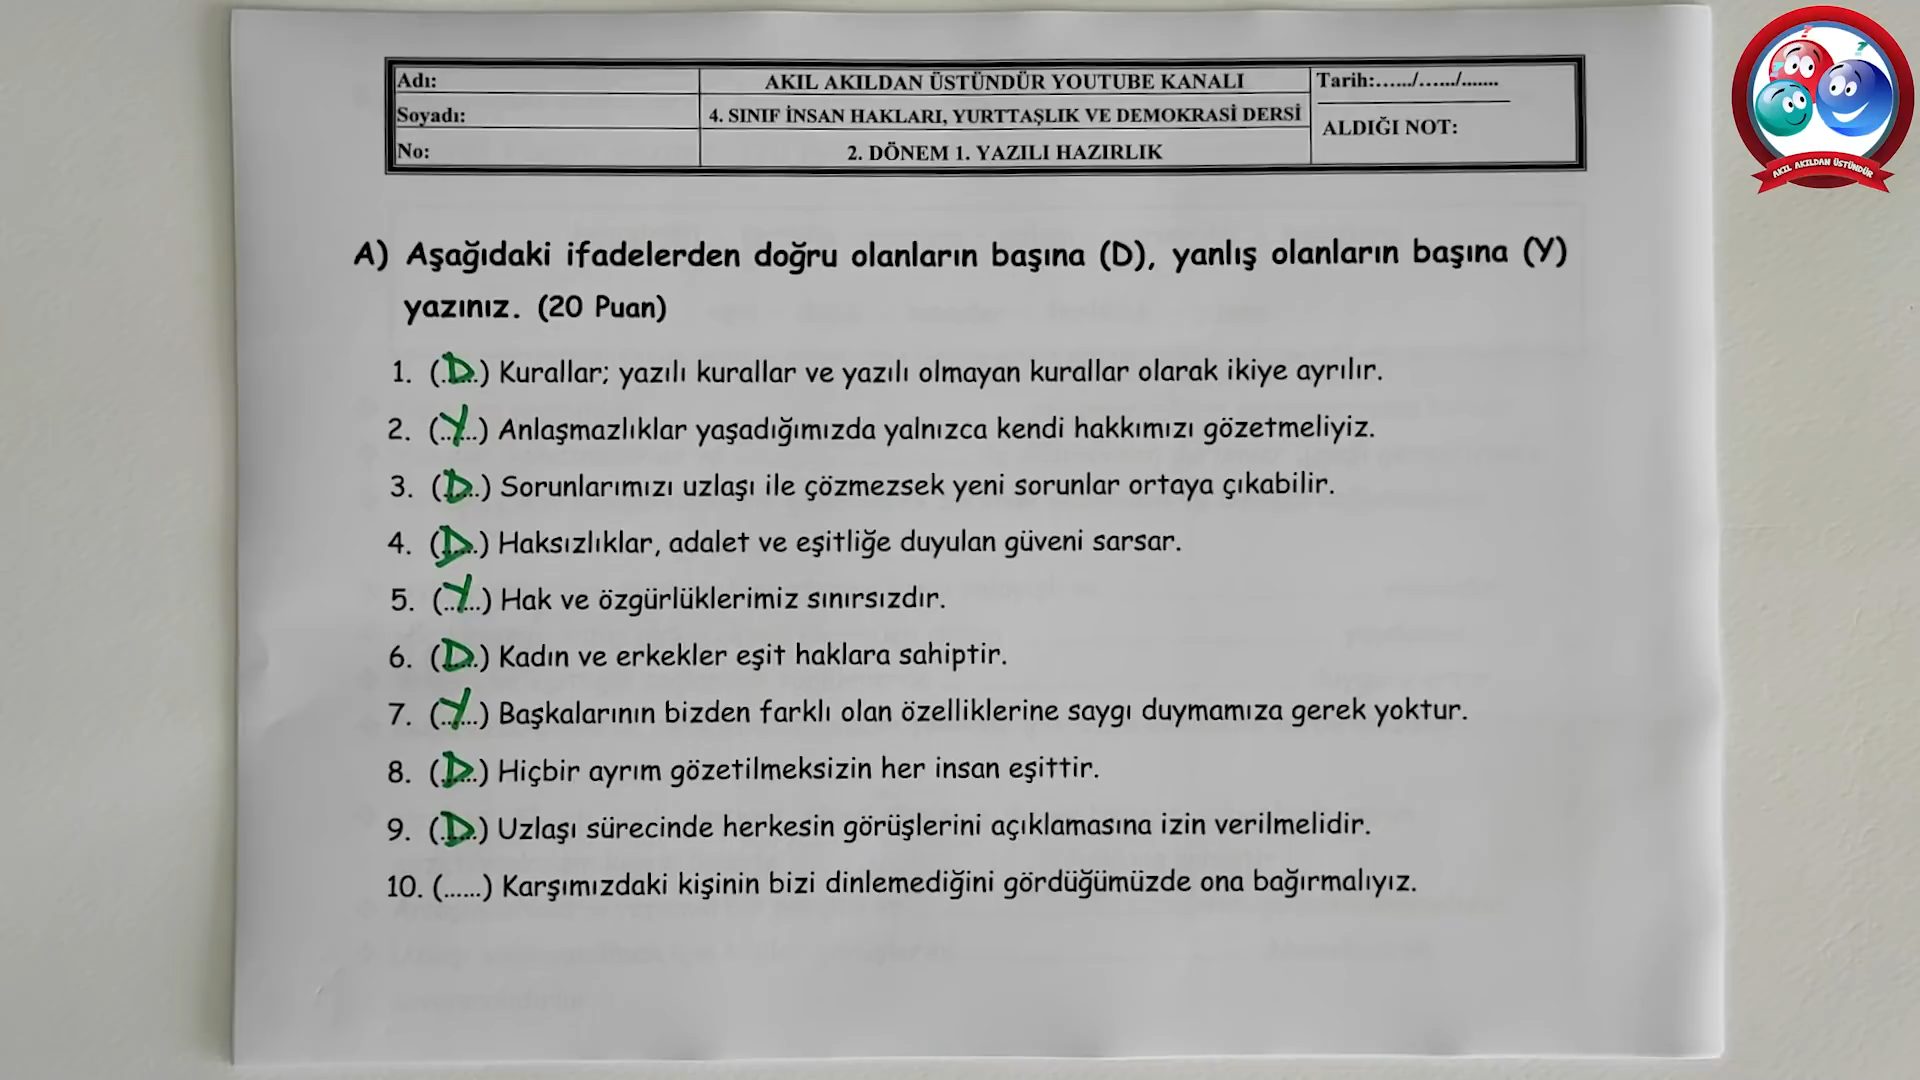 Adı:
AKIL AKILDAN ÜSTÜNDÜR YOUTUBE KANALI
Tarih:....../....../.......
Soyadı:
4. SINIF İNSAN HAKLARI, YURTTAŞLIK VE DEMOKRASİ DERSİ
ALDIĞI NOT:
No:
2. DÖNEM 1. YAZILI HAZIRLIK
AKIL AKILDAN ÜSTÜNDÜR
A) Aşağıdaki ifadelerden doğru olanların başına (D), yanlış olanların başına (Y)
yazınız. (20 Puan)
1. (D) Kurallar; yazılı kurallar ve yazılı olmayan kurallar olarak ikiye ayrılır.
2. (Y) Anlaşmazlıklar yaşadığımızda yalnızca kendi hakkımızı gözetmeliyiz.
3. (D) Sorunlarımızı uzlaşı ile çözmezsek yeni sorunlar ortaya çıkabilir.
4. (D) Haksızlıklar, adalet ve eşitliğe duyulan güveni sarsar.
5. (Y) Hak ve özgürlüklerimiz sınırsızdır.
6. (D) Kadın ve erkekler eşit haklara sahiptir.
7. (Y) Başkalarının bizden farklı olan özelliklerine saygı duymamıza gerek yoktur.
8. (D) Hiçbir ayrım gözetilmeksizin her insan eşittir.
9. (D) Uzlaşı sürecinde herkesin görüşlerini açıklamasına izin verilmelidir.
10. (......) Karşımızdaki kişinin bizi dinlemediğini gördüğümüzde ona bağırmalıyız.